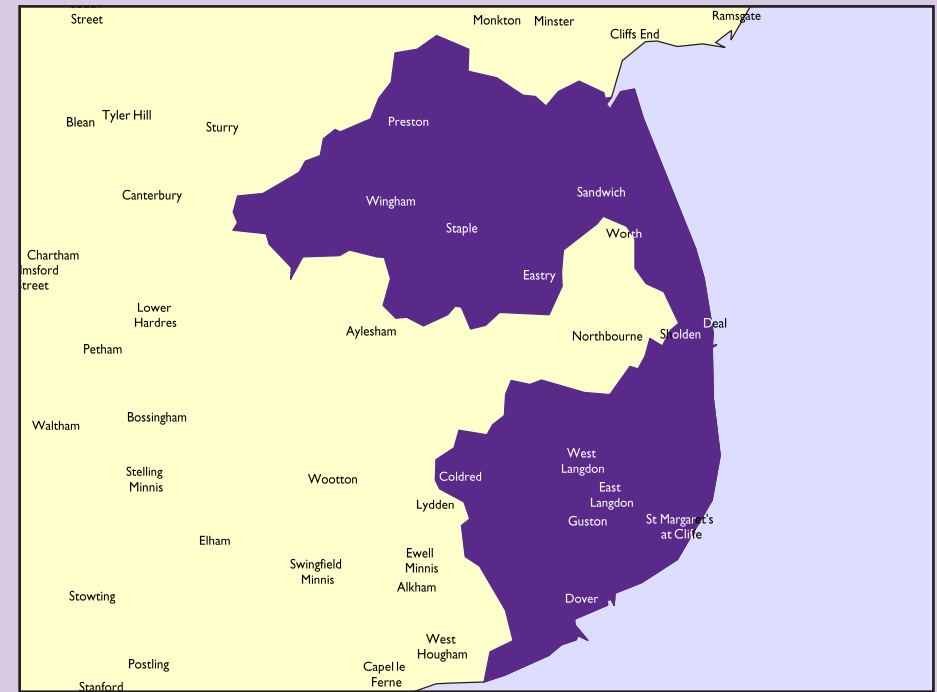 Street
Monkton
Minster
Ramsgate
Cliffs End
Blean
Tyler Hill
Sturry
Preston
Canterbury
Wingham
Sandwich
Staple
Worth
Chartham
lmsford
street
Eastry
Lower
Hardres
Aylesham
Northbourne
Sholden
Deal
Petham
Waltham
Bossingham
West
Langdon
Stelling
Minnis
Wootton
Coldred
East
Langdon
Lydden
Guston
St Margaret's
at Cliffe
Elham
Swingfield
Minnis
Ewell
Minnis
Alkham
Stowting
Dover
West
Hougham
Postling
Capel le
Ferne
Stanford